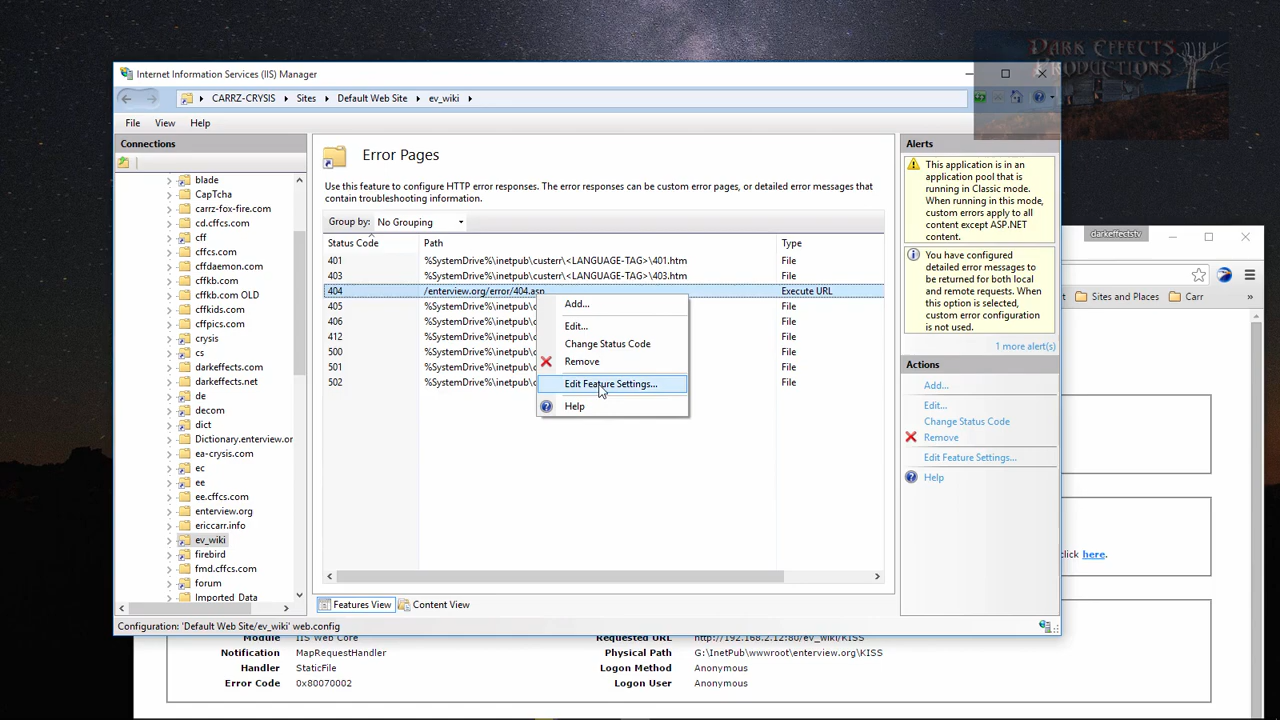 DARK EFFECTS
PRODUCTIONS
Internet Information Services (IIS) Manager
CARRZ-CRYSIS
Sites
Default Web Site
ev_wiki
File
View
Help
Connections
blade
CapTcha
carrz-fox-fire.com
cd.cffcs.com
cff
cffcs.com
cffdaemon.com
cffkb.com
cffkb.com OLD
cffkids.com
cffpics.com
crysis
cs
darkeffects.com
darkeffects.net
de
decom
dict
Dictionary.enterview.or
ea-crysis.com
ec
ee
ee.cffcs.com
enterview.org
ericcarr.info
ev_wiki
firebird
fmd.cffcs.com
forum
Imported_Data
Error Pages
Use this feature to configure HTTP error responses. The error responses can be custom error pages, or detailed error messages that
contain troubleshooting information.
Group by: No Grouping
Status Code Path Type
401 %SystemDrive%\inetpub\custerr\<LANGUAGE-TAG>\401.htm File
403 %SystemDrive%\inetpub\custerr\<LANGUAGE-TAG>\403.htm File
404 /enterview.org/error/404.asp Execute URL
405 %SystemDrive%\inetpub\c File
406 %SystemDrive%\inetpub\c File
412 %SystemDrive%\inetpub\c File
500 %SystemDrive%\inetpub\c File
501 %SystemDrive%\inetpub\c File
502 %SystemDrive%\inetpub\c File
Add...
Edit...
Change Status Code
Remove
Edit Feature Settings...
Help
Features View
Content View
Configuration: 'Default Web Site/ev_wiki' web.config
Alerts
This application is in an
application pool that is
running in Classic mode.
When running in this mode,
custom errors apply to all
content except ASP.NET
content.
You have configured
detailed error messages to
be returned for both local
and remote requests. When
this option is selected,
custom error configuration
is not used.
1 more alert(s)
Actions
Add...
Edit...
Change Status Code
Remove
Edit Feature Settings...
Help
darkeffectstv
Sites and Places
Carr
»
click here.
Module IIS Web Core
Notification MapRequestHandler
Handler StaticFile
Error Code 0x80070002
Requested URL http://192.168.2.12:80/ev_wiki/KISS
Physical Path G:\InetPub\wwwroot\enterview.org\KISS
Logon Method Anonymous
Logon User Anonymous